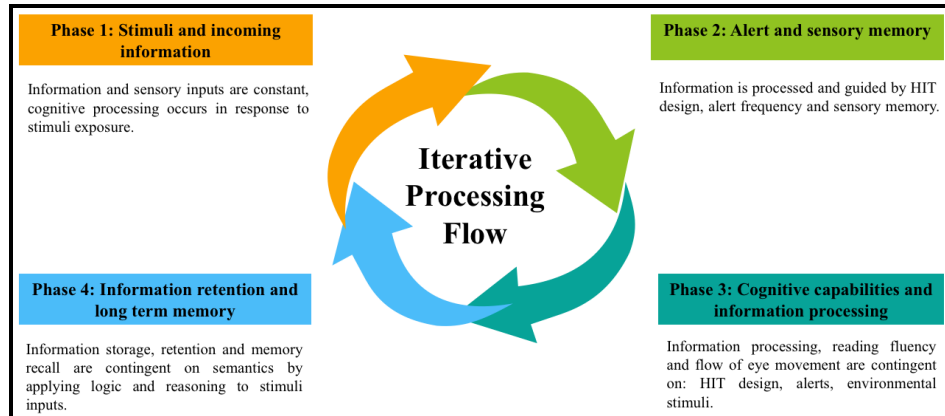 Phase 1: Stimuli and incoming
information
Information and sensory inputs are constant,
cognitive processing occurs in response to
stimuli exposure.
Phase 2: Alert and sensory memory
Information is processed and guided by HIT
design, alert frequency and sensory memory.
Iterative
Processing
Flow
Phase 4: Information retention and
long term memory
Information storage, retention and memory
recall are contingent on semantics by
applying logic and reasoning to stimuli
inputs.
Phase 3: Cognitive capabilities and
information processing
Information processing, reading fluency
and flow of eye movement are contingent
on: HIT design, alerts, environmental
stimuli.